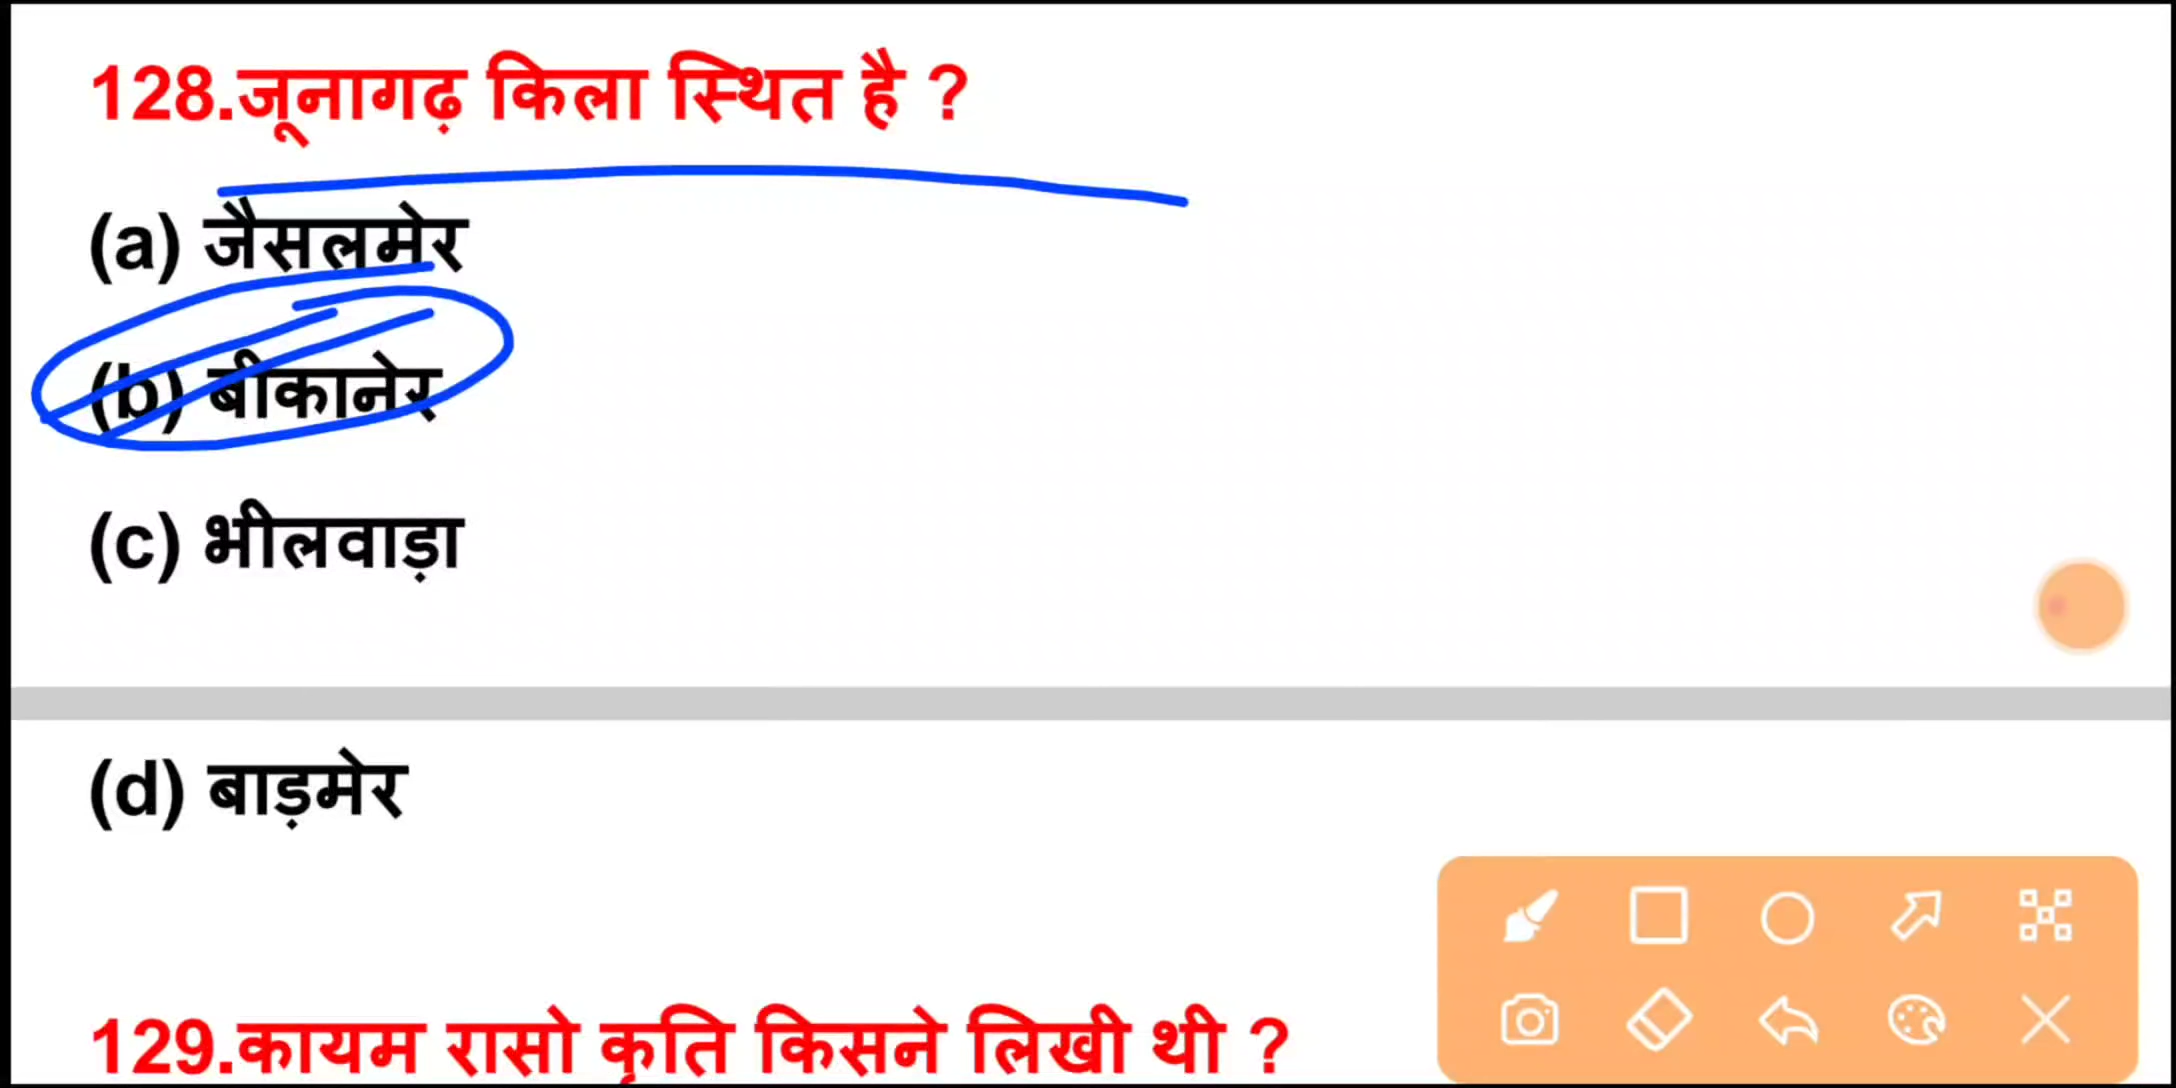 128.जूनागढ़ किला स्थित है ?
(a) जैसलमेर
(b) बीकानेर
(c) भीलवाड़ा
(d) बाड़मेर
129.कायम रासो कृति किसने लिखी थी ?